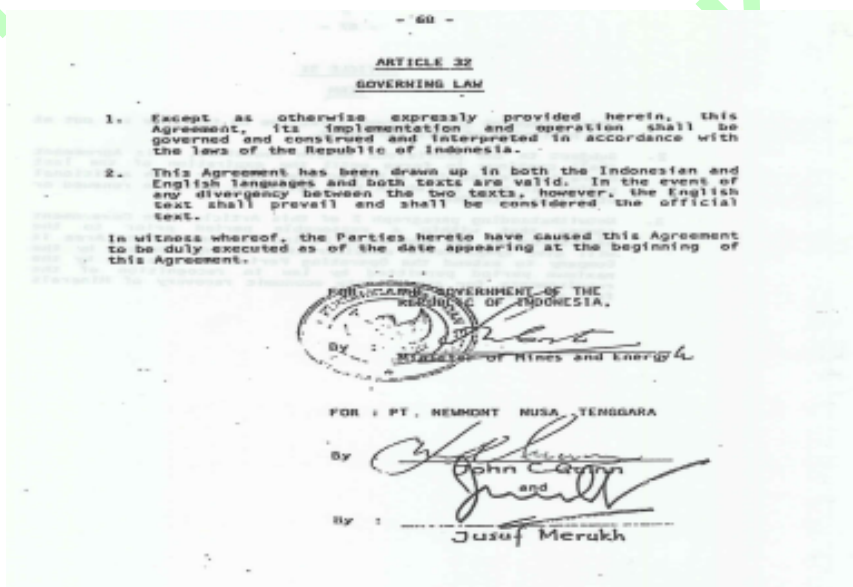 - 68 -
ARTICLE 32
GOVERNING LAW
1. Except as otherwise expressly provided herein, this
Agreement, its implementation and operation shall be
governed and construed and interpreted in accordance with
the laws of the Republic of Indonesia.
2. This Agreement has been drawn up in both the Indonesian and
English languages and both texts are valid. In the event of
any divergency between the two texts, however, the English
text shall prevail and shall be considered the official
text.
In witness whereof, the Parties hereto have caused this Agreement
to be duly executed as of the date appearing at the beginning of
this Agreement.
FOR : THE GOVERNMENT OF THE
REPUBLIC OF INDONESIA.
By :
Minister of Mines and Energy
FOR : PT. NEWMONT NUSA TENGGARA
By
John C Quinn
and
By :
Jusuf Merukh